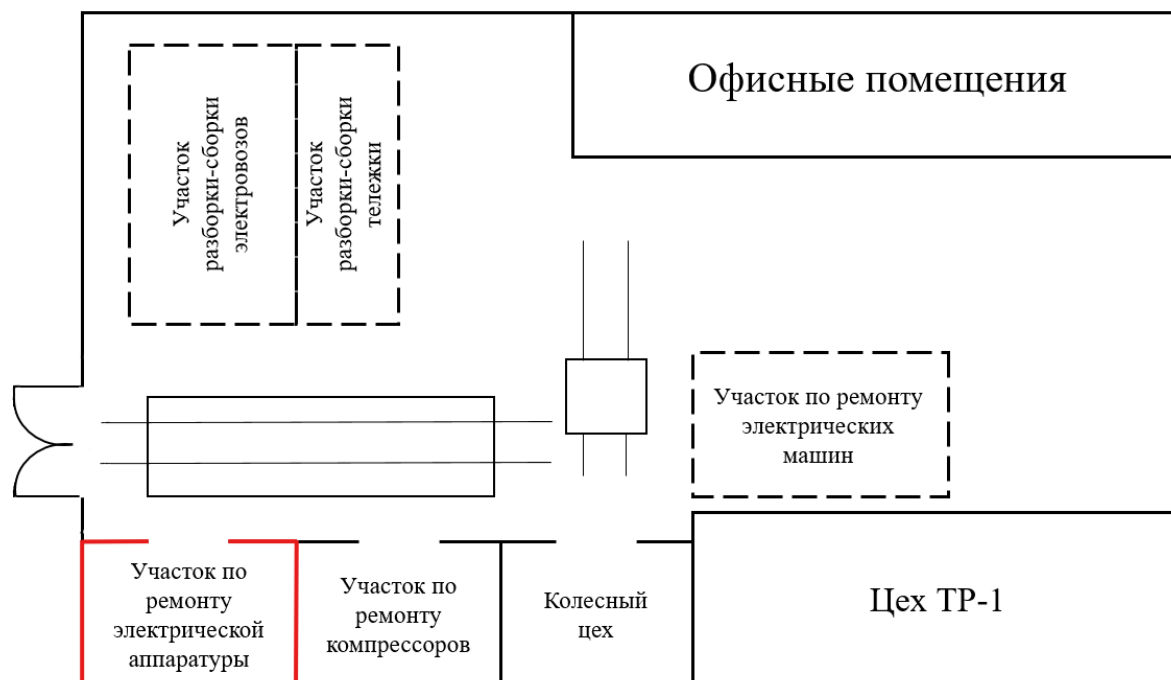 Офисные помещения
Участок
разборки-сборки
электровозов
Участок
разборки-сборки
тележки
Участок по ремонту
электрических
машин
Участок по
ремонту
электрической
аппаратуры
Участок по
ремонту
компрессоров
Колесный
цех
Цех ТР-1